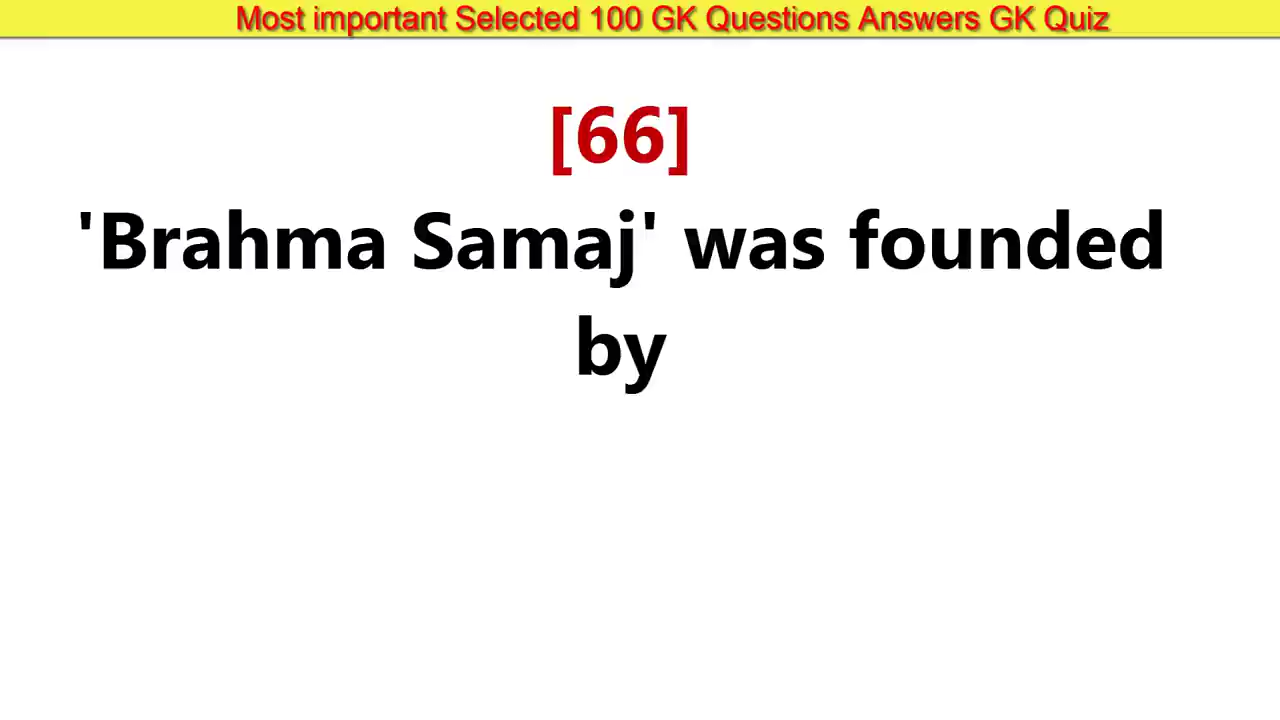 Most important Selected 100 GK Questions Answers GK Quiz
[66]
'Brahma Samaj' was founded
by